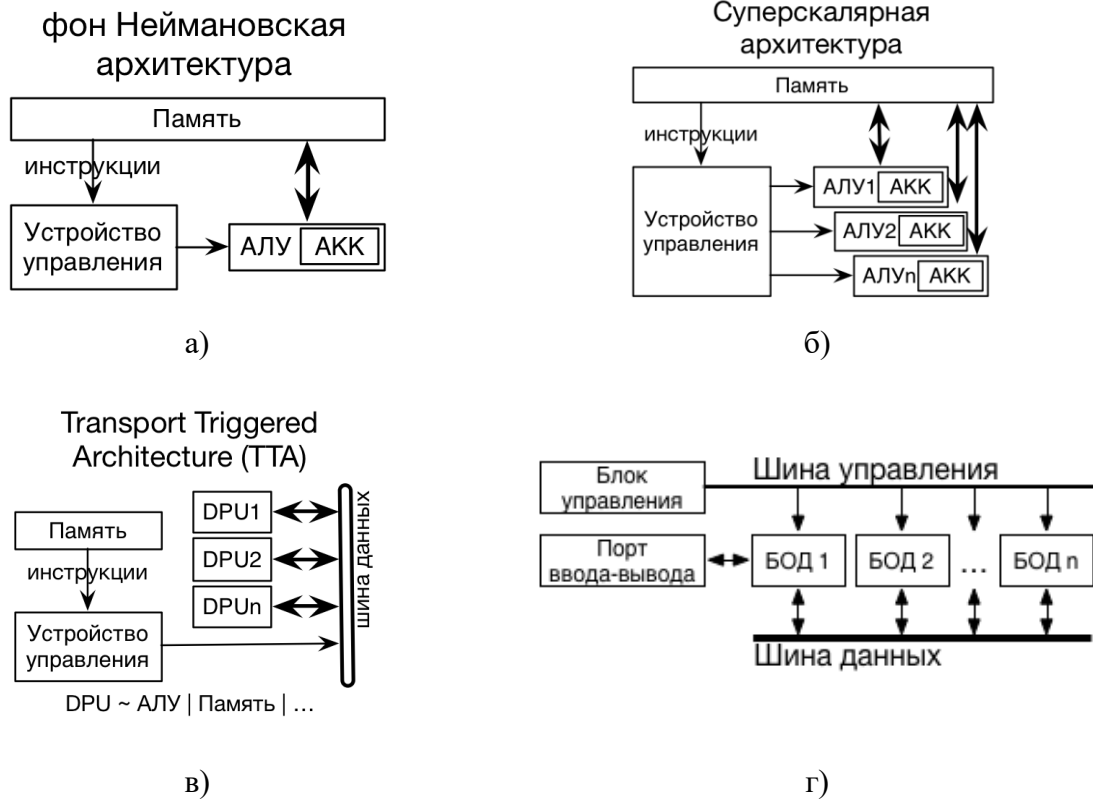 фон Неймановская
архитектура
Память
инструкции
Устройство
управления
АЛУ АКК
а)
Суперскалярная
архитектура
Память
инструкции
Устройство
управления
АЛУ1 АКК
АЛУ2 АКК
АЛУn АКК
б)
Transport Triggered
Architecture (TTA)
Память
инструкции
Устройство
управления
DPU1
DPU2
DPUn
шина данных
DPU ~ АЛУ | Память | ...
в)
Блок
управления
Шина управления
Порт
ввода-вывода
БОД 1
БОД 2
...
БОД n
Шина данных
г)